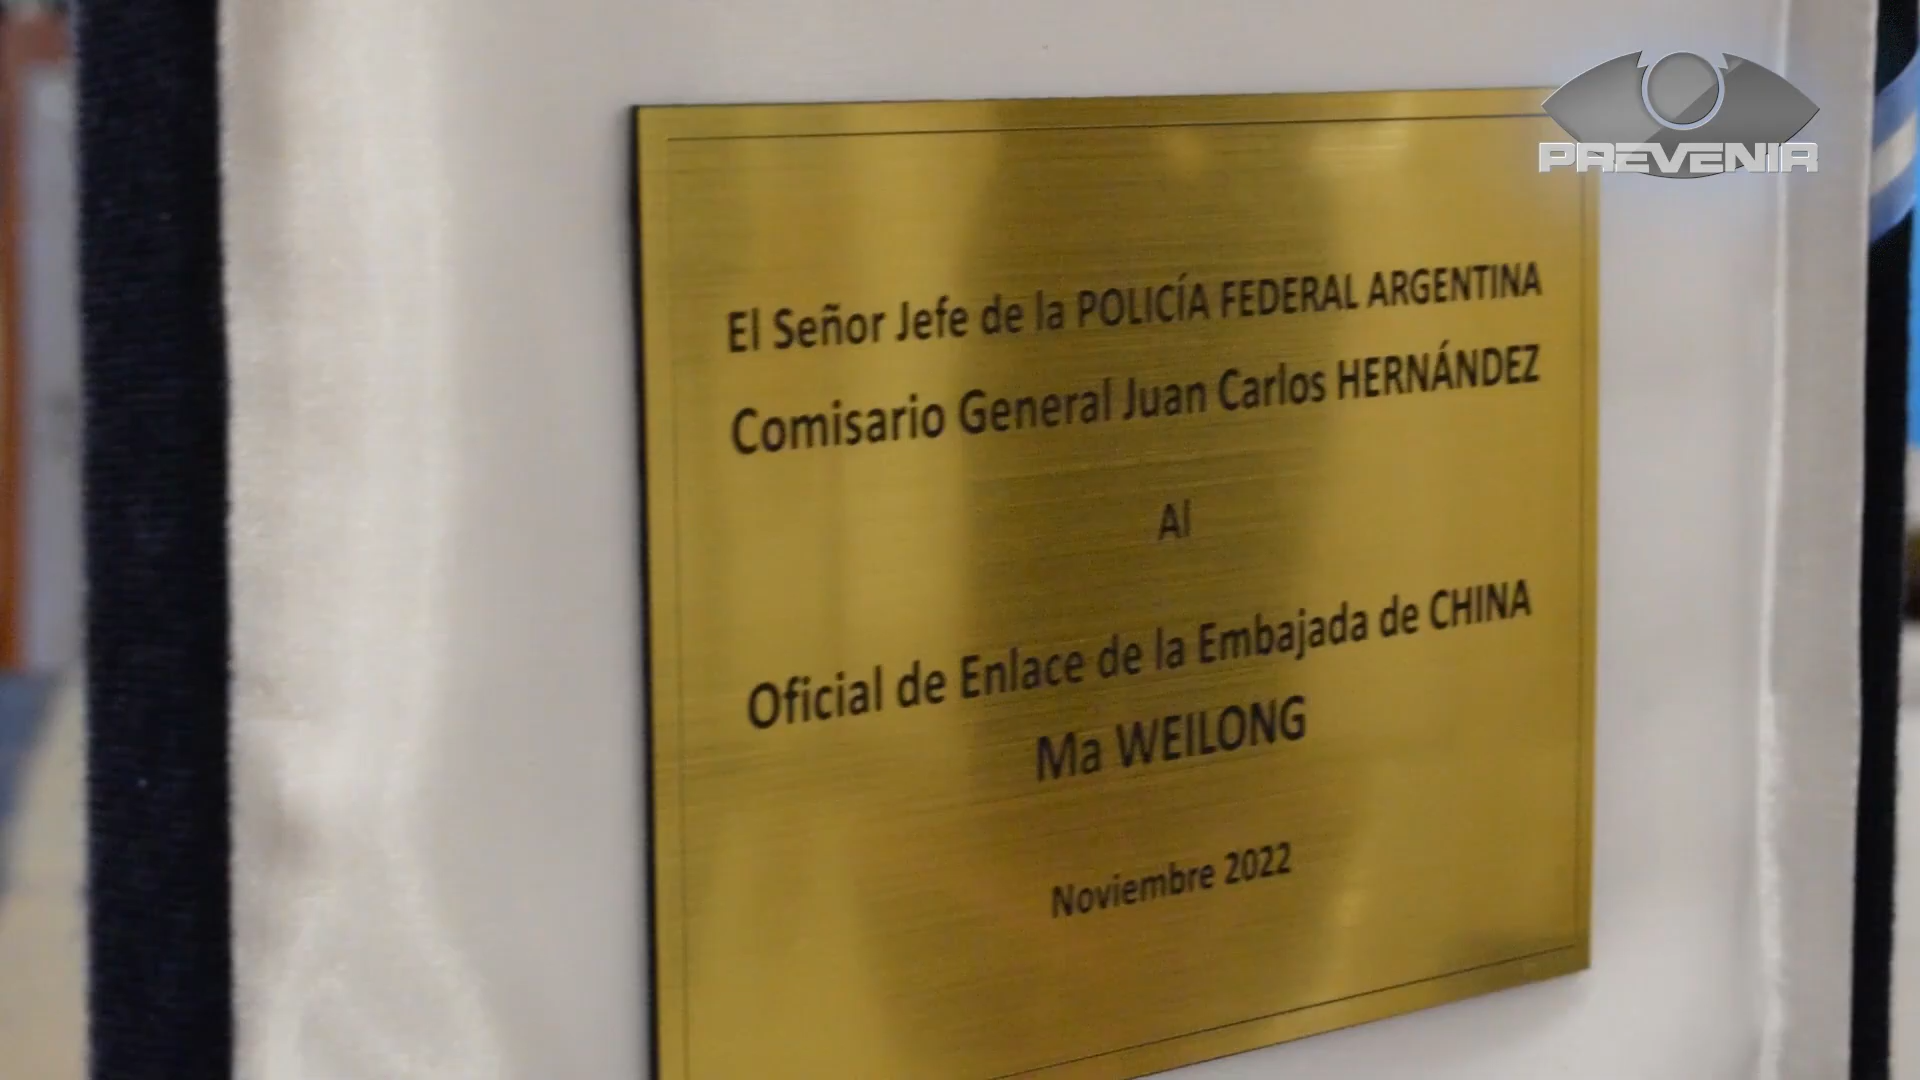 PREVENIR
El Señor Jefe de la POLICÍA FEDERAL ARGENTINA
Comisario General Juan Carlos HERNÁNDEZ
Al
Oficial de Enlace de la Embajada de CHINA
Ma WEILONG
Noviembre 2022